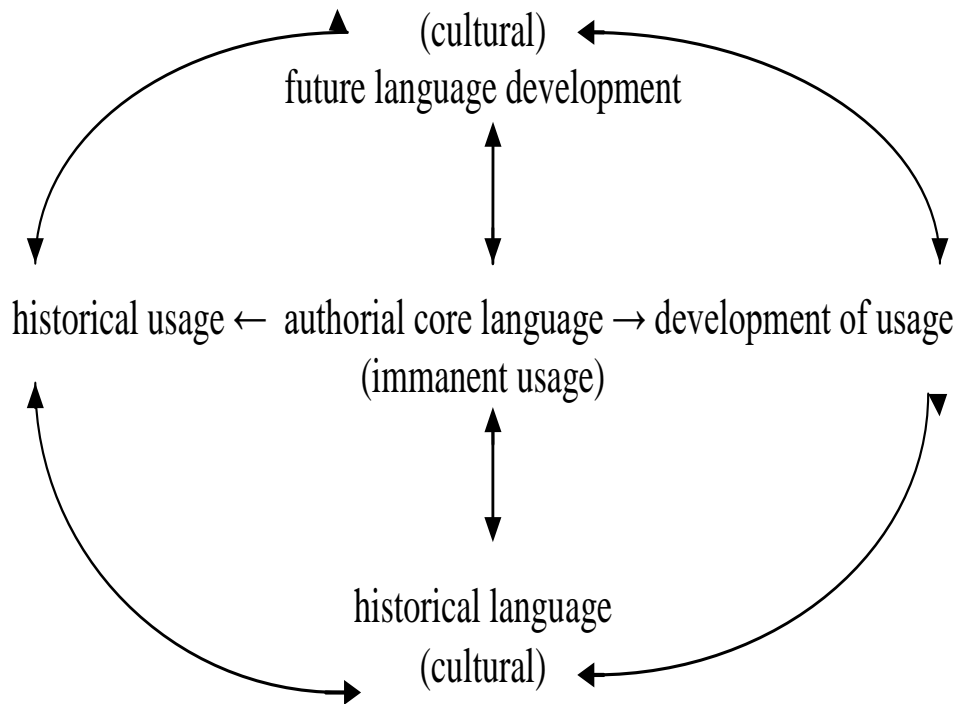 (cultural)
future language development
historical usage ← authorial core language → development of usage
(immanent usage)
historical language
(cultural)